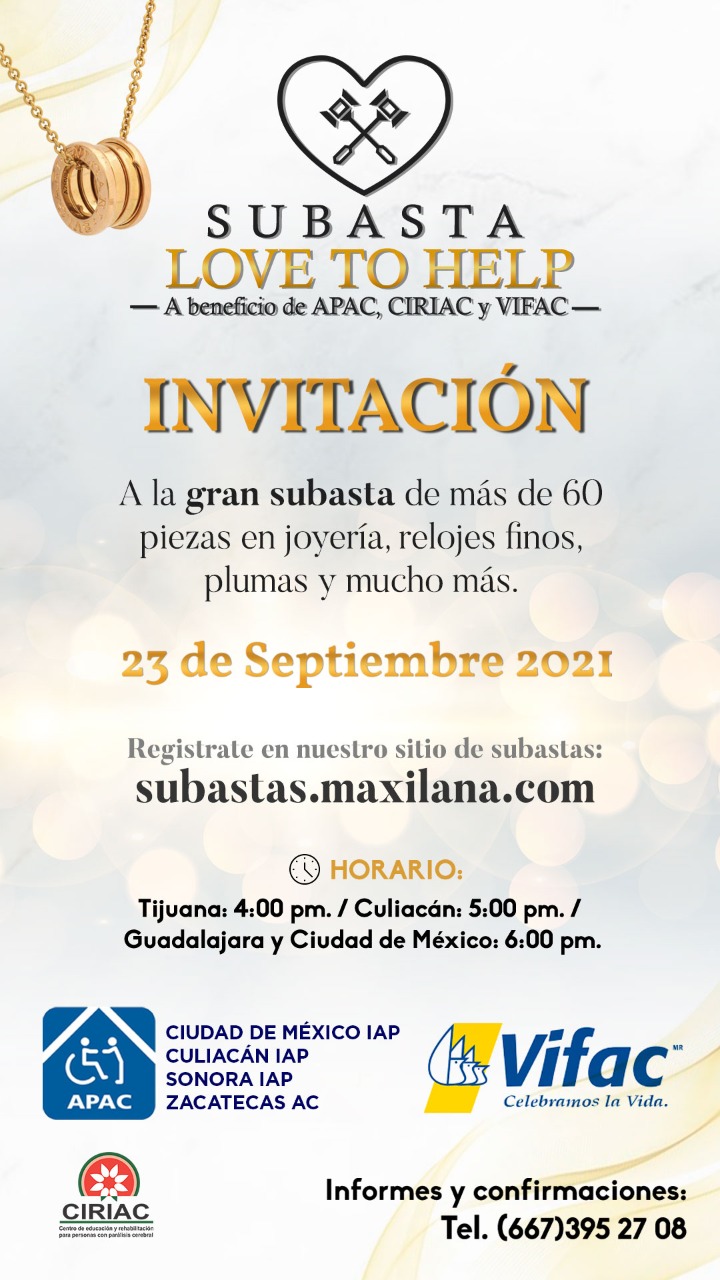 SUBASTA
LOVE TO HELP
— A beneficio de APAC, CIRIAC y VIFAC —
INVITACIÓN
A la gran subasta de más de 60
piezas en joyería, relojes finos,
plumas y mucho más.
23 de Septiembre 2021
Registrate en nuestro sitio de subastas:
subastas.maxilana.com
HORARIO:
Tijuana: 4:00 pm. / Culiacán: 5:00 pm. /
Guadalajara y Ciudad de México: 6:00 pm.
APAC
CIUDAD DE MÉXICO IAP
CULIACÁN IAP
SONORA IAP
ZACATECAS AC
Vifac MR
Celebramos la Vida.
CIRIAC
Centro de educación y rehabilitación
para personas con parálisis cerebral
Informes y confirmaciones:
Tel. (667)395 27 08